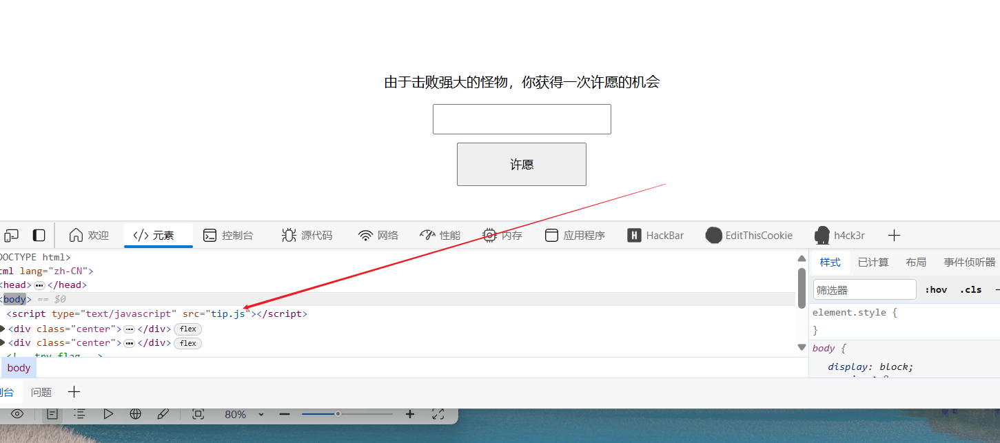 由于击败强大的怪物，你获得一次许愿的机会
许愿
欢迎 元素 控制台 源代码 网络 性能 内存 应用程序 H HackBar EditThisCookie h4ck3r
DOCTYPE html>
tml lang="zh-CN">
<head> ••• </head>
<body> == $0
<script type="text/javascript" src="tip.js"></script>
<div class="center"> ••• </div> flex
<div class="center"> ••• </div> flex
<!-- try flag -->
body
样式 已计算 布局 事件侦听器
筛选器 :hov .cls
element.style {
}
body {
display: block;
制台 问题
80%